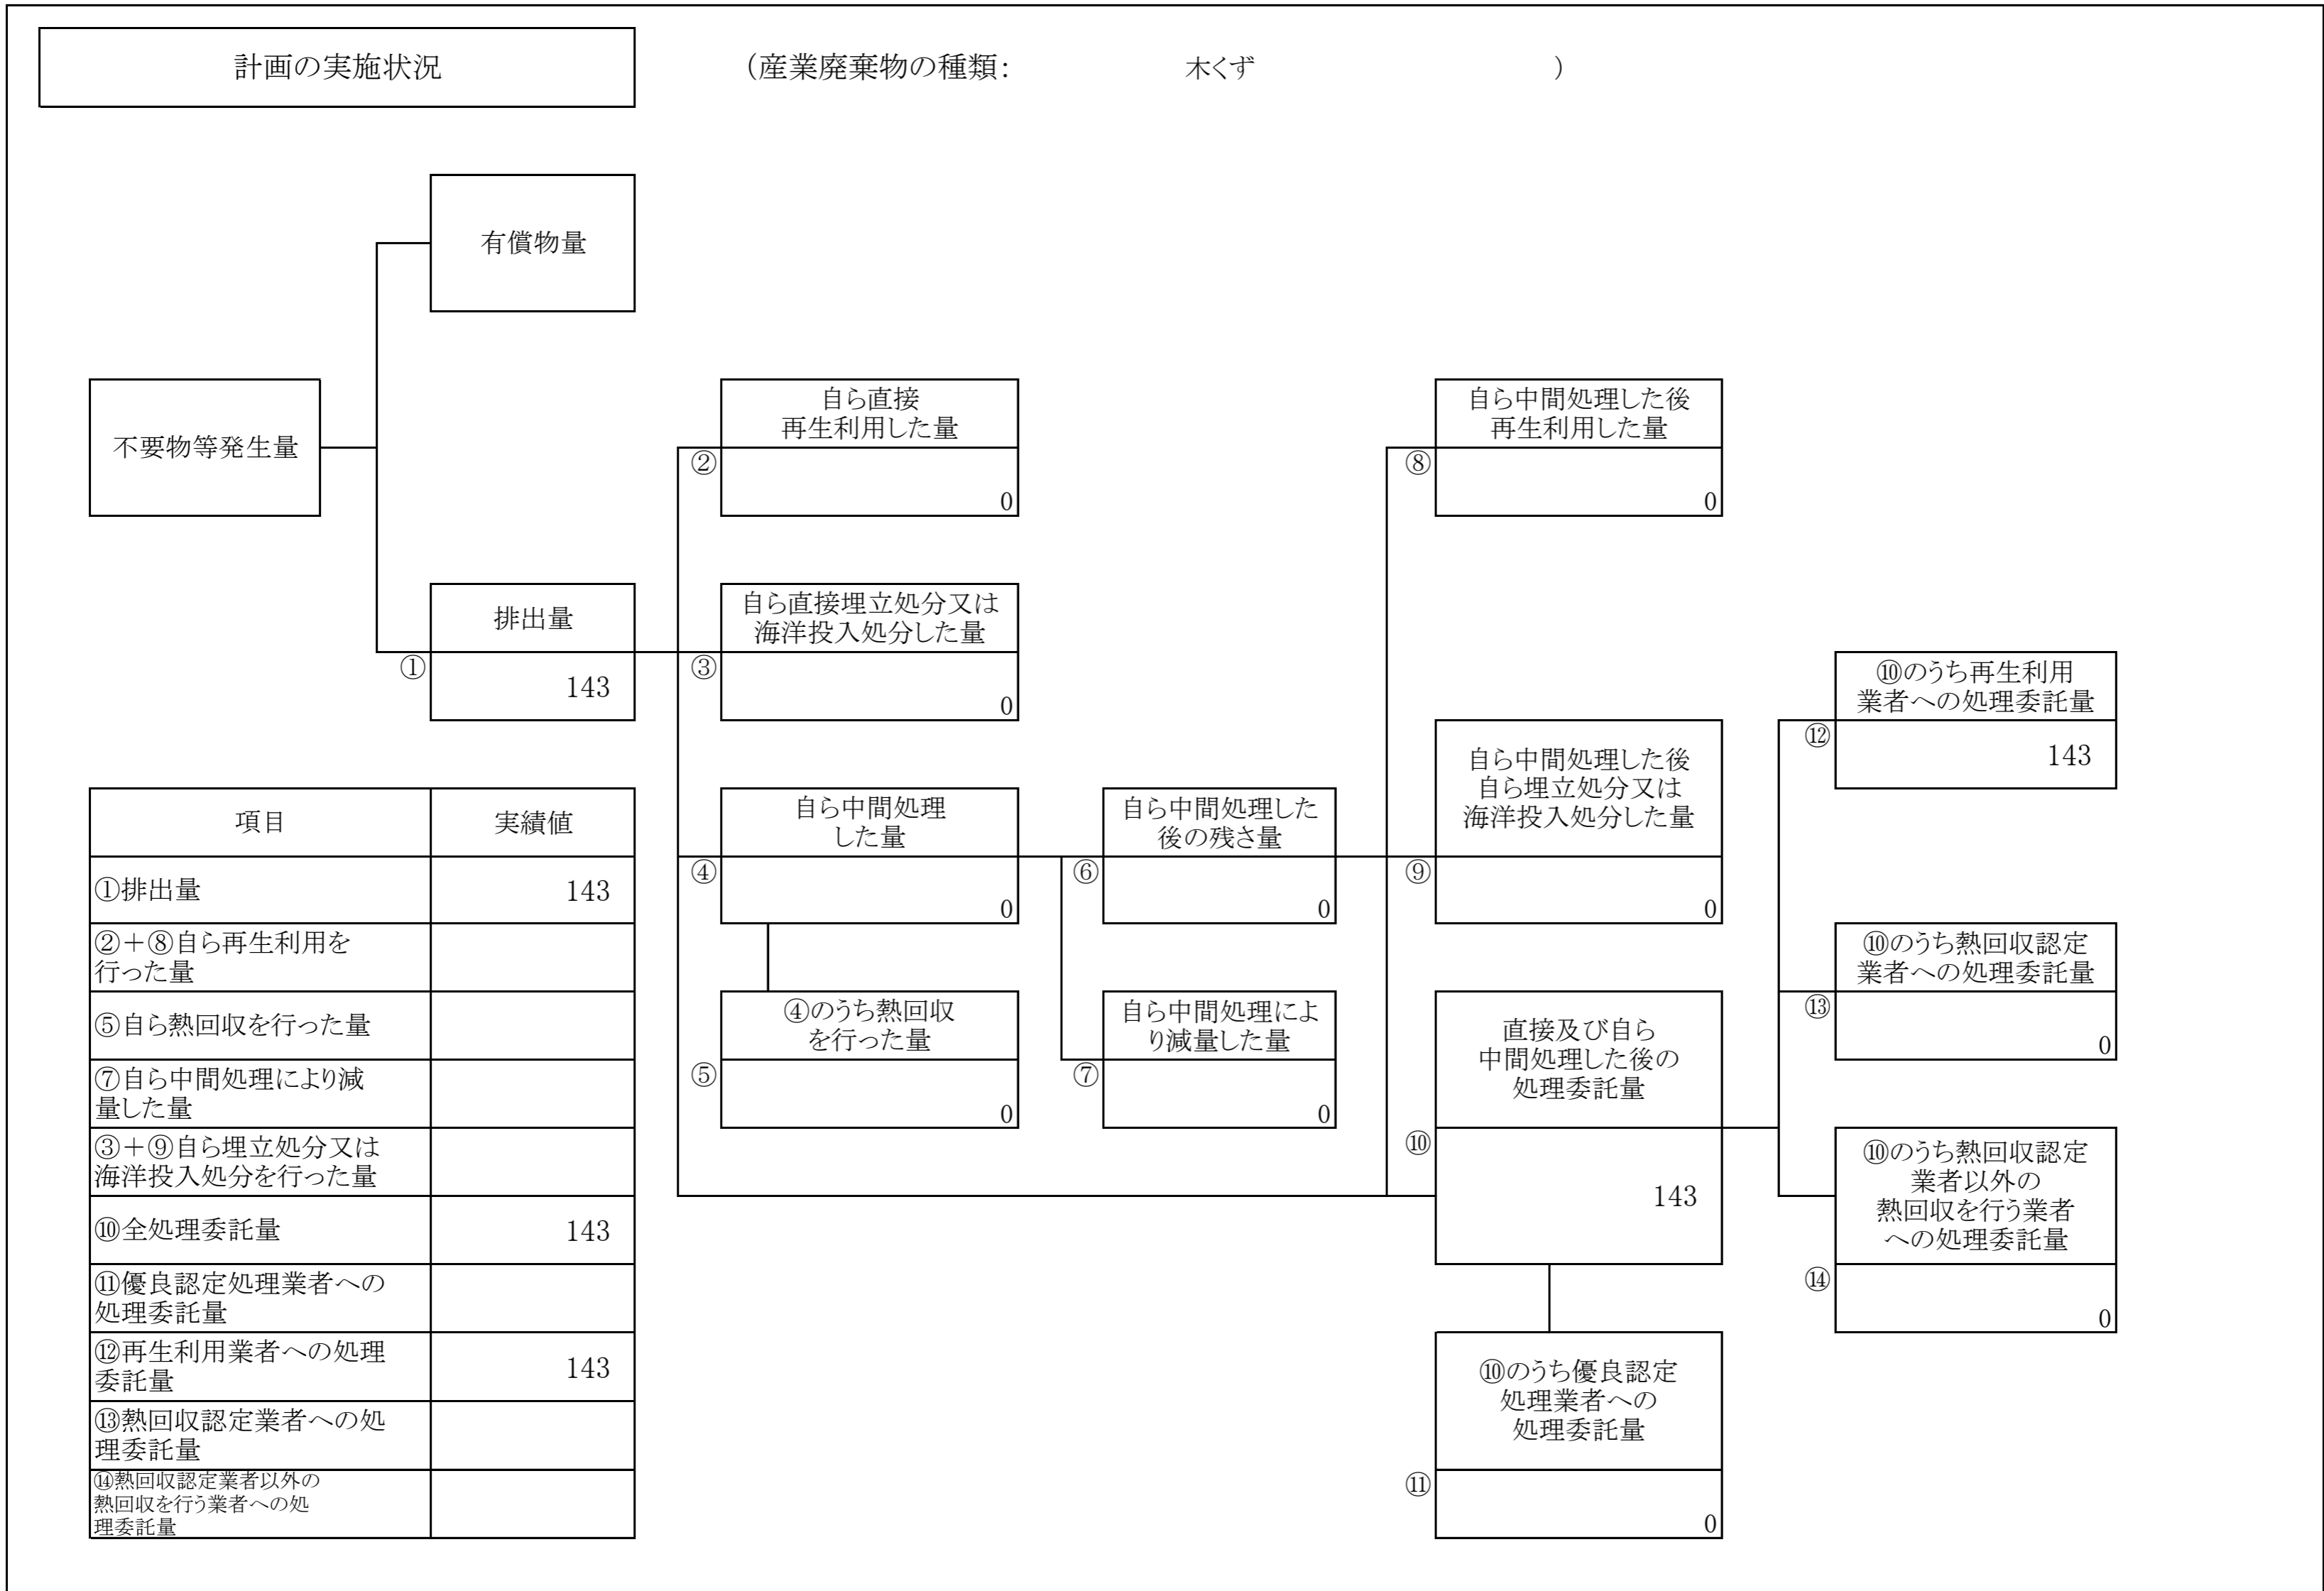 計画の実施状況
（産業廃棄物の種類： 木くず ）
有償物量
不要物等発生量
自ら直接
再生利用した量
②
0
自ら中間処理した後
再生利用した量
⑧
0
排出量
①
143
自ら直接埋立処分又は
海洋投入処分した量
③
0
⑩のうち再生利用
業者への処理委託量
⑫
143
自ら中間処理した後
自ら埋立処分又は
海洋投入処分した量
⑨
0
自ら中間処理
した量
④
0
自ら中間処理した
後の残さ量
⑥
0
⑩のうち熱回収認定
業者への処理委託量
⑬
0
④のうち熱回収
を行った量
⑤
0
自ら中間処理によ
り減量した量
⑦
0
直接及び自ら
中間処理した後の
処理委託量
⑩
143
⑩のうち熱回収認定
業者以外の
熱回収を行う業者
への処理委託量
⑭
0
⑩のうち優良認定
処理業者への
処理委託量
⑪
0
項目 実績値
①排出量 143
②＋⑧自ら再生利用を
行った量
⑤自ら熱回収を行った量
⑦自ら中間処理により減
量した量
③＋⑨自ら埋立処分又は
海洋投入処分を行った量
⑩全処理委託量 143
⑪優良認定処理業者への
処理委託量
⑫再生利用業者への処理
委託量 143
⑬熱回収認定業者への処
理委託量
⑭熱回収認定業者以外の
熱回収を行う業者への処
理委託量